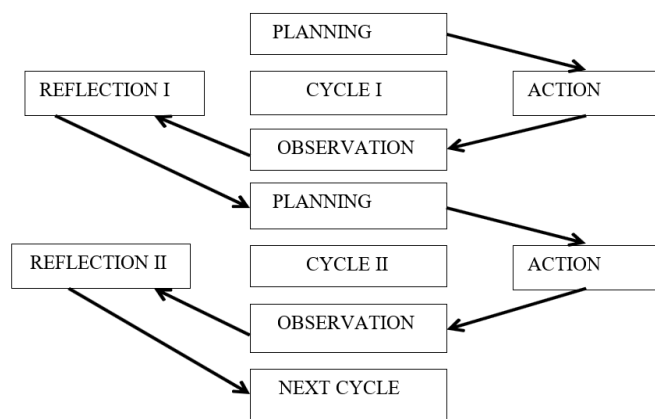 PLANNING
REFLECTION I
CYCLE I
ACTION
OBSERVATION
PLANNING
REFLECTION II
CYCLE II
ACTION
OBSERVATION
NEXT CYCLE